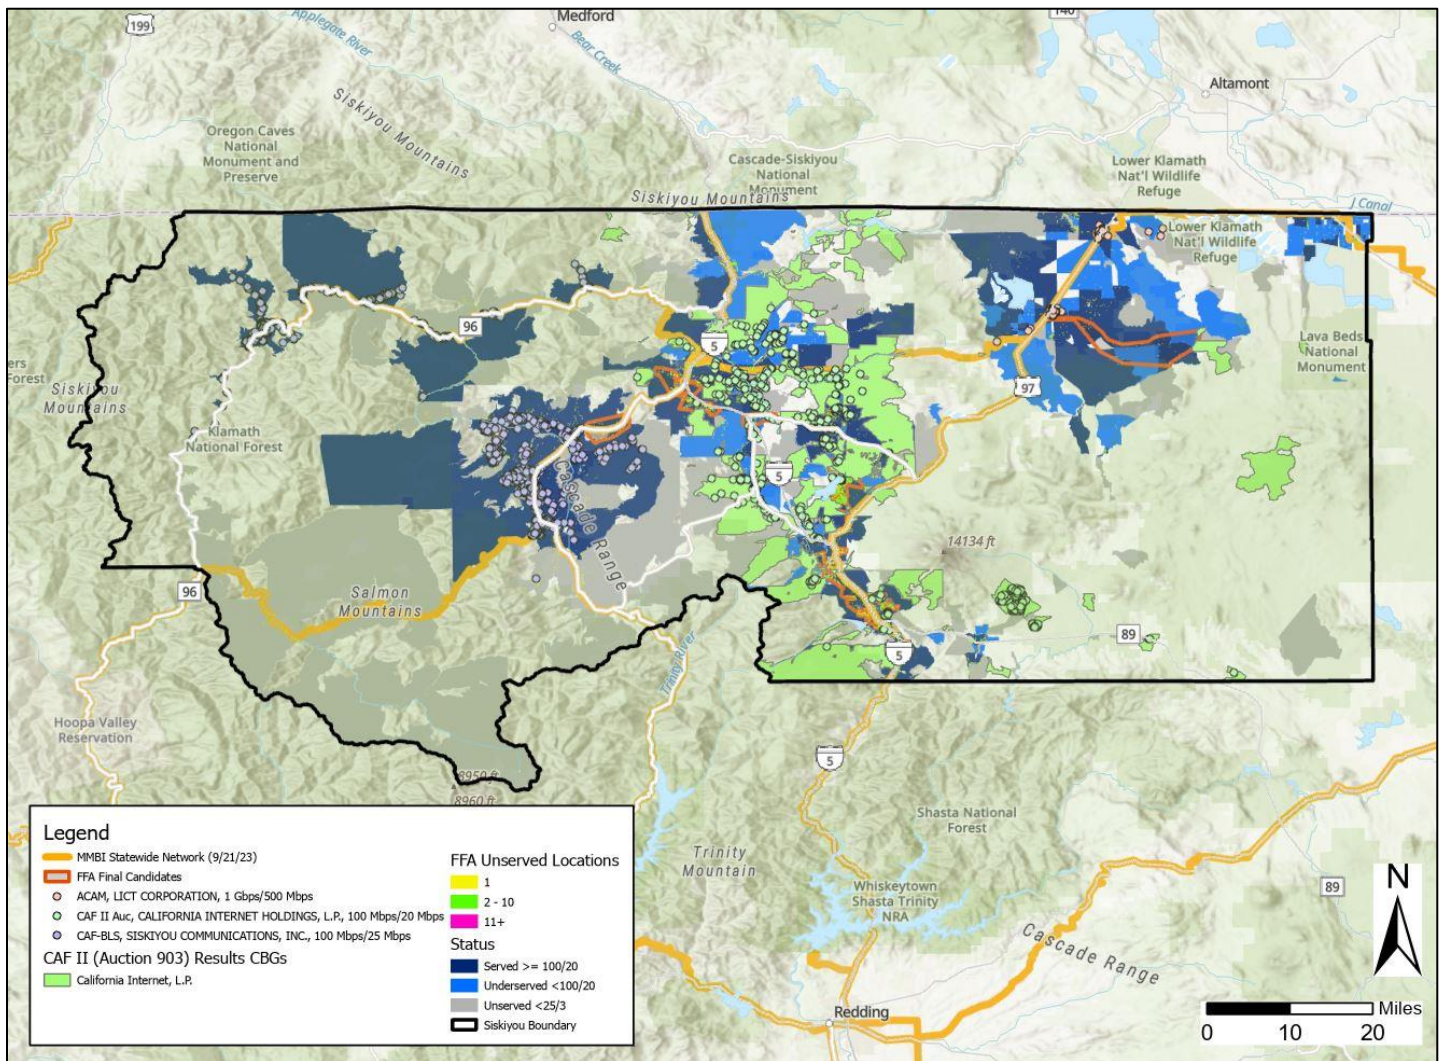 199
Applegate River
Medford
Bear Creek
140
Altamont
Siskiyou Mountains
Oregon Caves
National
Monument and
Preserve
Cascade-Siskiyou
National
Monument
Lower Klamath
Nat'l Wildlife
Refuge
Siskiyou Mountains
J Canal
Lower Klamath
Nat'l Wildlife
Refuge
96
5
Lava Beds
National
Monument
ers
Forest
Siskiyou
Mountains
97
Klamath
National Forest
Cascade Range
5
14134 ft
96
Salmon
Mountains
89
5
Trinity River
Hoopa Valley
Reservation
5
8950 ft
8960 ft
Shasta National
Forest
Trinity
Mountain
Whiskeytown
Shasta Trinity
NRA
89
Cascade Range
Redding
Legend
MMBI Statewide Network (9/21/23)
FFA Final Candidates
ACAM, LICT CORPORATION, 1 Gbps/500 Mbps
CAF II Auc, CALIFORNIA INTERNET HOLDINGS, L.P., 100 Mbps/20 Mbps
CAF-BLS, SISKIYOU COMMUNICATIONS, INC., 100 Mbps/25 Mbps
CAF II (Auction 903) Results CBGs
California Internet, L.P.
FFA Unserved Locations
1
2 - 10
11+
Status
Served >= 100/20
Underserved <100/20
Unserved <25/3
Siskiyou Boundary
N
Miles
0 10 20